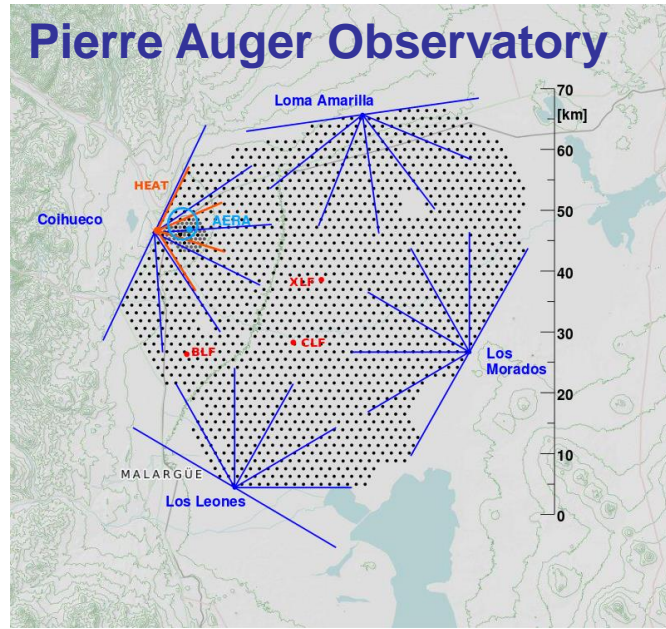 Pierre Auger Observatory
Loma Amarilla
70
[km]
60
HEAT
Coihueco
AERA
50
40
XLF
30
BLF
CLF
Los
Morados
20
10
MALARGÜE
Los Leones
0